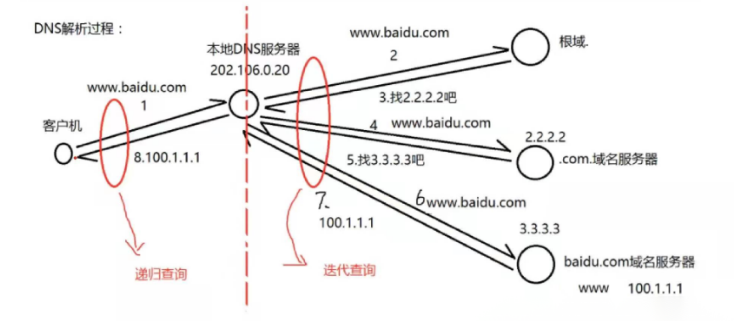 DNS解析过程：
www.baidu.com
2
根域.
本地DNS服务器
202.106.0.20
www.baidu.com
1
3.找2.2.2.2吧
4
www.baidu.com
客户机
2.2.2.2
8.100.1.1.1
5.找3.3.3.3吧
.com.域名服务器
7.
100.1.1.1
6
www.baidu.com
3.3.3.3
递归查询
迭代查询
baidu.com域名服务器
www 100.1.1.1